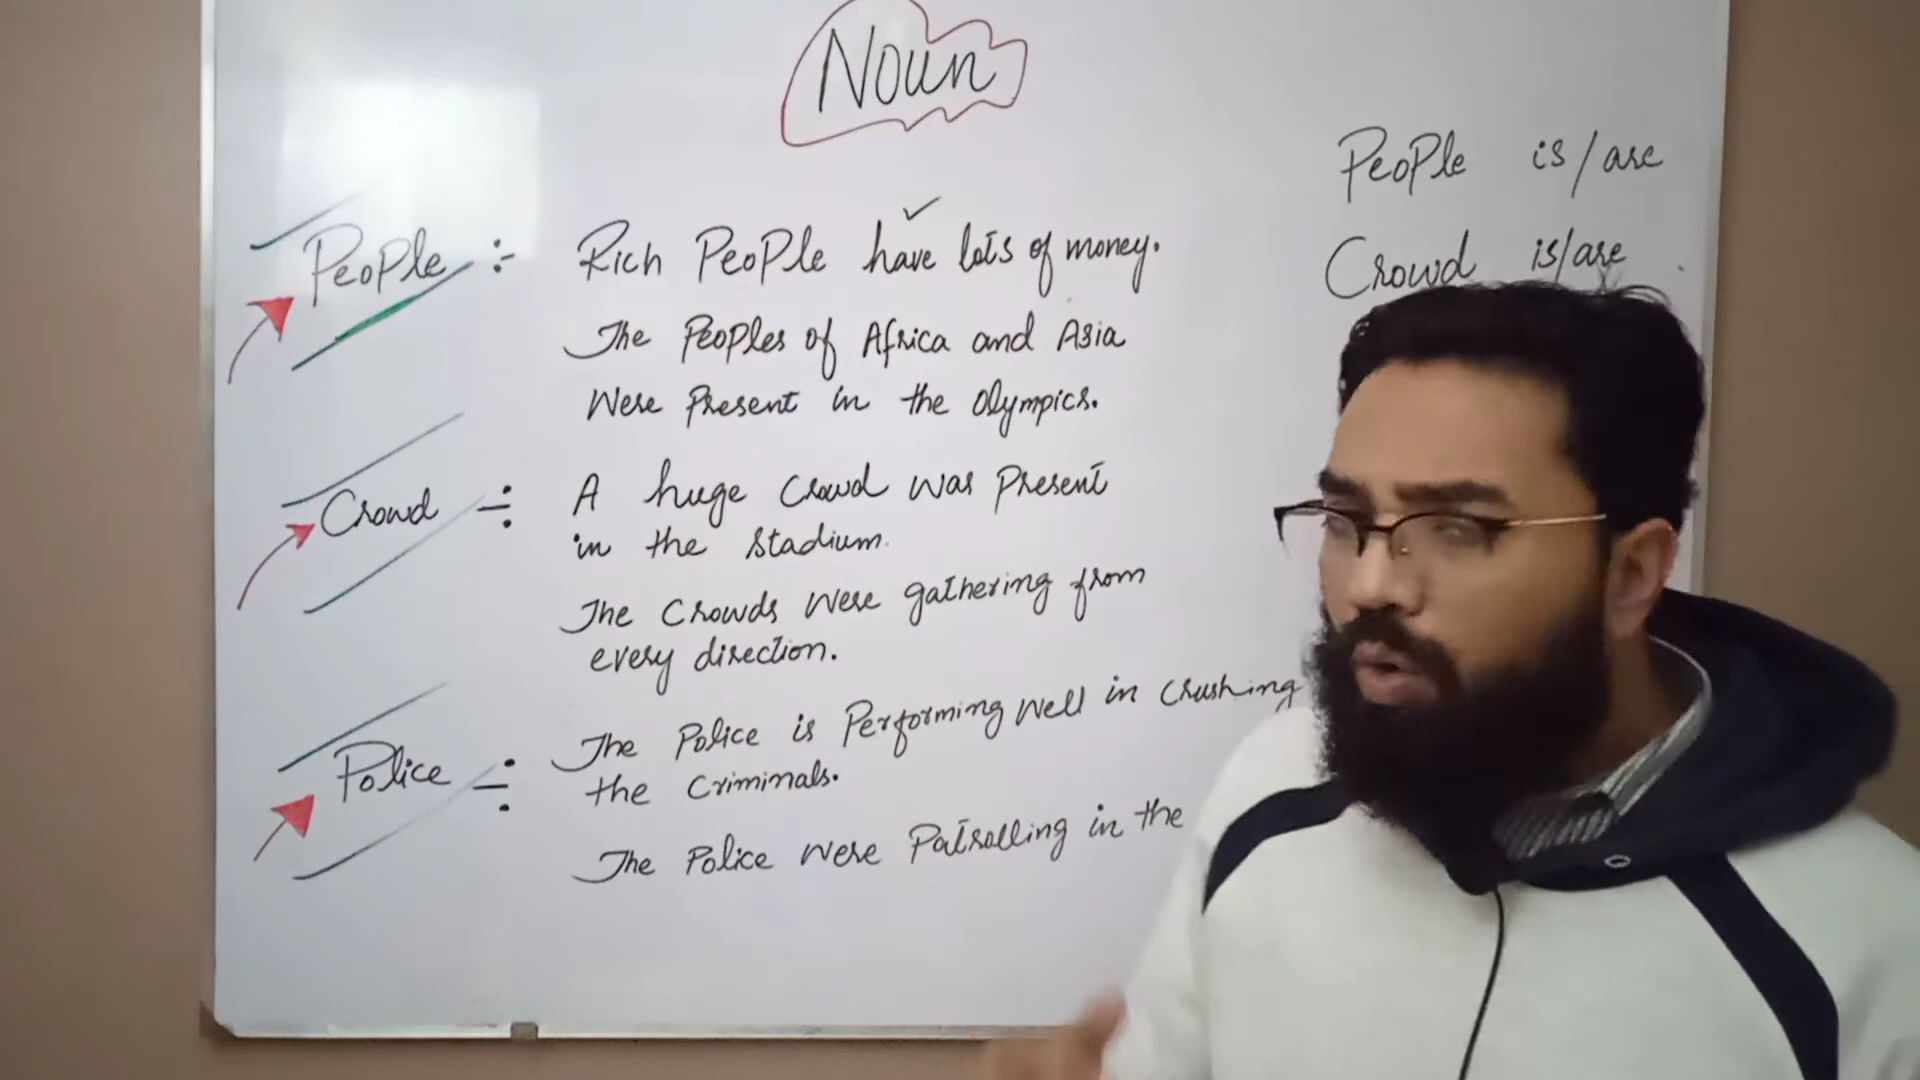 Noun
People is/are
Crowd is/are
People :- Rich People have lots of money.
The Peoples of Africa and Asia
were Present in the Olympics.
Crowd ÷ A huge Crowd was Present
in the Stadium.
The Crowds were gathering from
every direction.
Police ÷ The Police is Performing well in crushing
the Criminals.
The Police were Patrolling in the